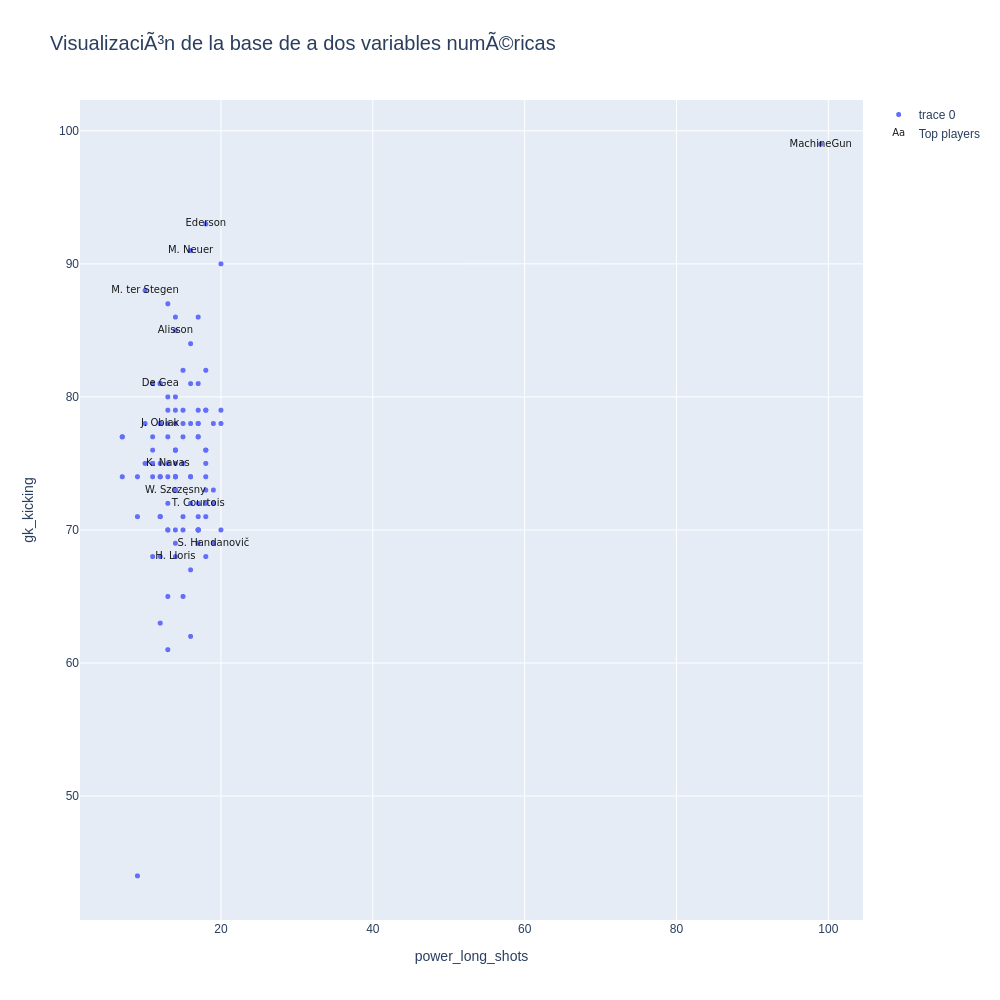 VisualizaciÃ³n de la base de a dos variables numÃ©ricas
trace 0
Aa Top players
100
90
80
70
60
50
gk_kicking
MachineGun
Ederson
M. Neuer
M. ter Stegen
Alisson
De Gea
J. Oblak
K. Navas
W. Szczęsny
T. Courtois
S. Handanovič
H. Lloris
20 40 60 80 100
power_long_shots